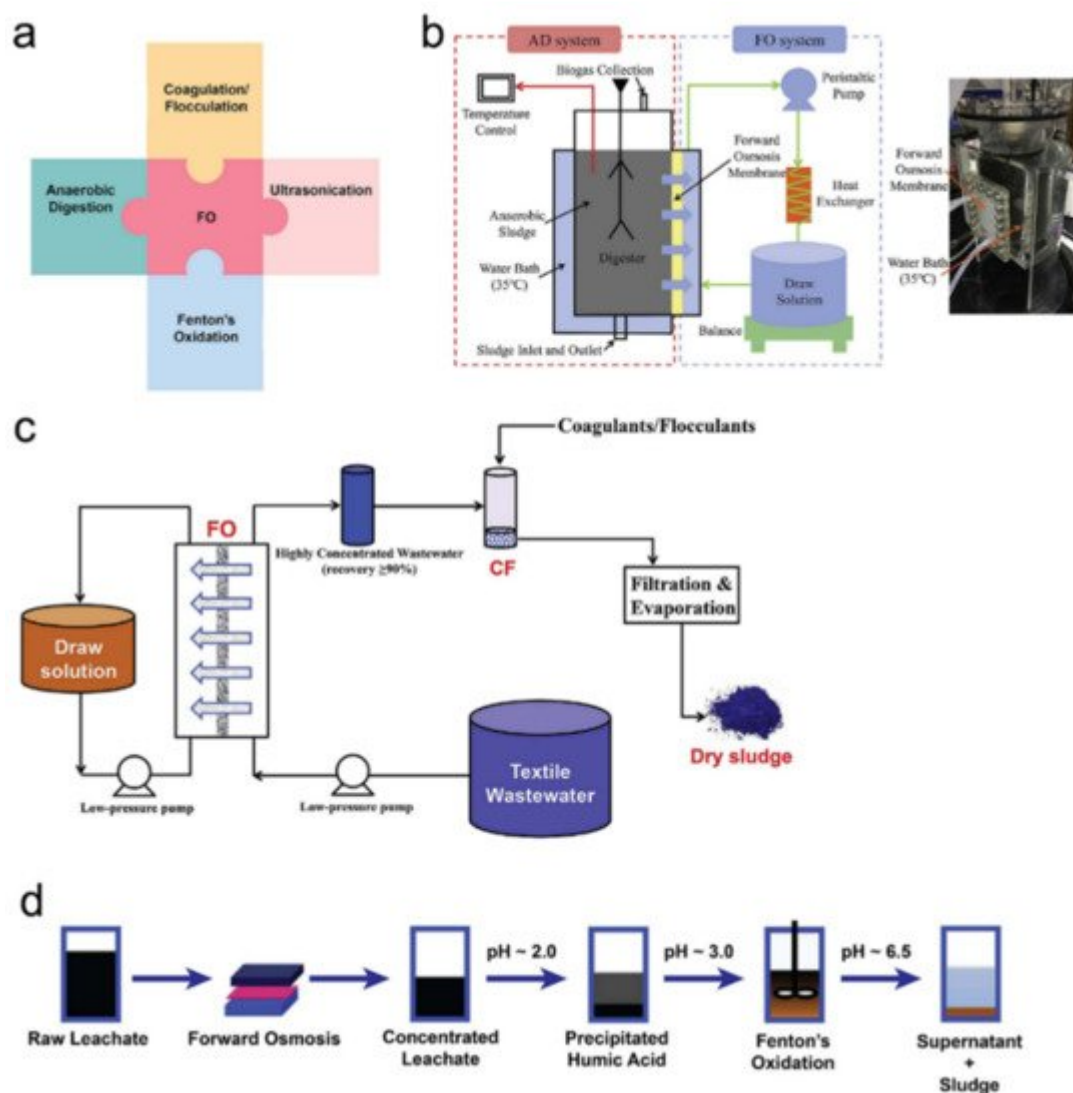 a
Coagulation/
Flocculation
Anaerobic
Digestion
FO
Ultrasonication
Fenton's
Oxidation
b
AD system
FO system
Biogas Collection
Temperature
Control
Peristaltic
Pump
Forward
Osmosis
Membrane
Heat
Exchanger
Anaerobic
Sludge
Digester
Water Bath
(35℃)
Draw
Solution
Balance
Sludge Inlet and Outlet
Forward
Osmosis
Membrane
Water Bath
(35℃)
c
Coagulants/Flocculants
FO
Highly Concentrated Wastewater
(recovery ≥90%)
CF
Filtration &
Evaporation
Draw
solution
Dry sludge
Textile
Wastewater
Low-pressure pump
Low-pressure pump
d
pH ~ 2.0
pH ~ 3.0
pH ~ 6.5
Raw Leachate
Forward Osmosis
Concentrated
Leachate
Precipitated
Humic Acid
Fenton's
Oxidation
Supernatant
+
Sludge